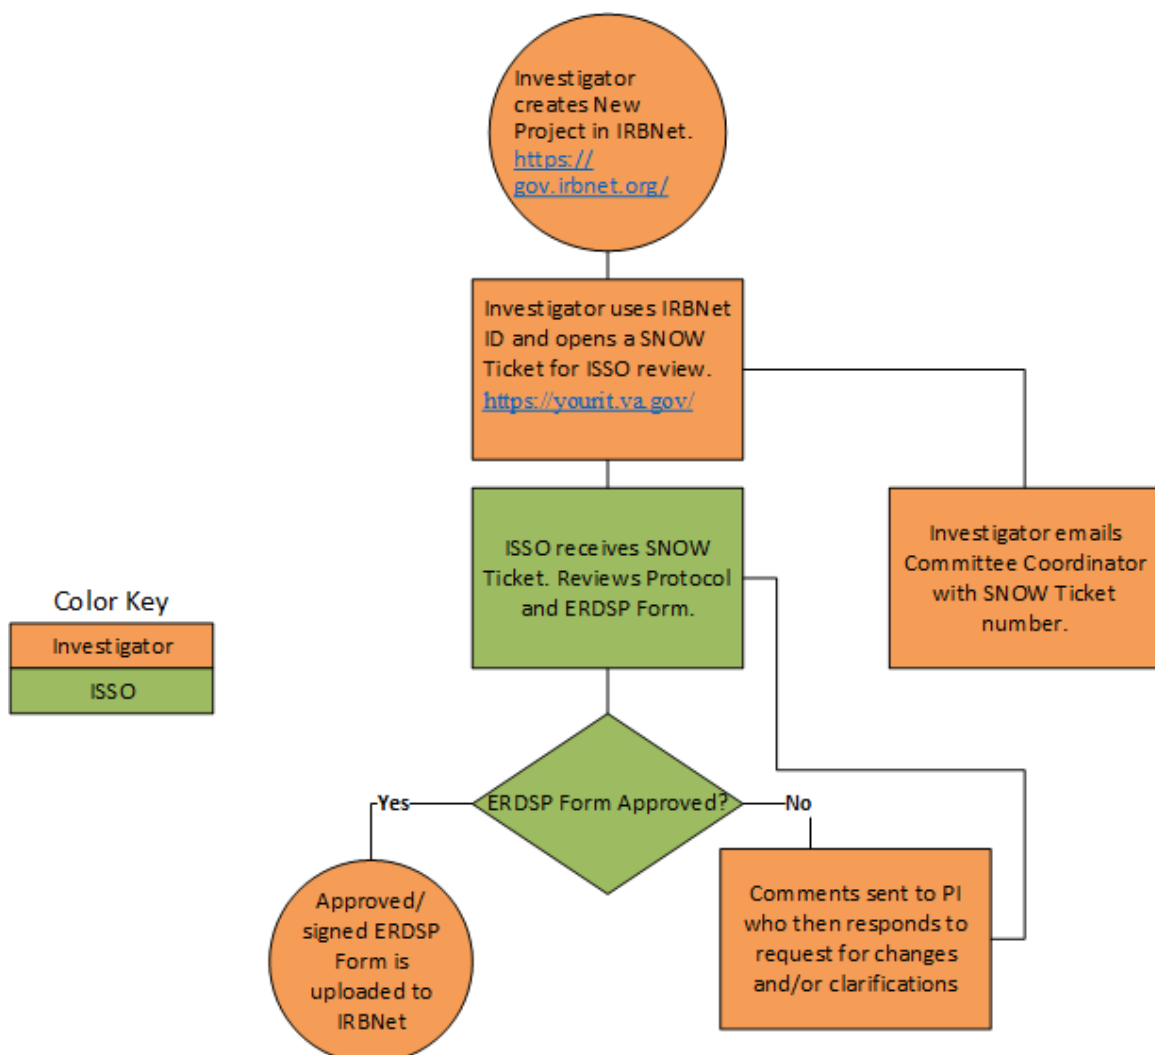 Investigator
creates New
Project in IRBNet.
https://
gov.irbnet.org/
Investigator uses IRBNet
ID and opens a SNOW
Ticket for ISSO review.
https://yourit.va.gov/
ISSO receives SNOW
Ticket. Reviews Protocol
and ERDSP Form.
Investigator emails
Committee Coordinator
with SNOW Ticket
number.
Color Key
Investigator
ISSO
Yes
ERDSP Form Approved?
No
Approved/
signed ERDSP
Form is
uploaded to
IRBNet
Comments sent to PI
who then responds to
request for changes
and/or clarifications